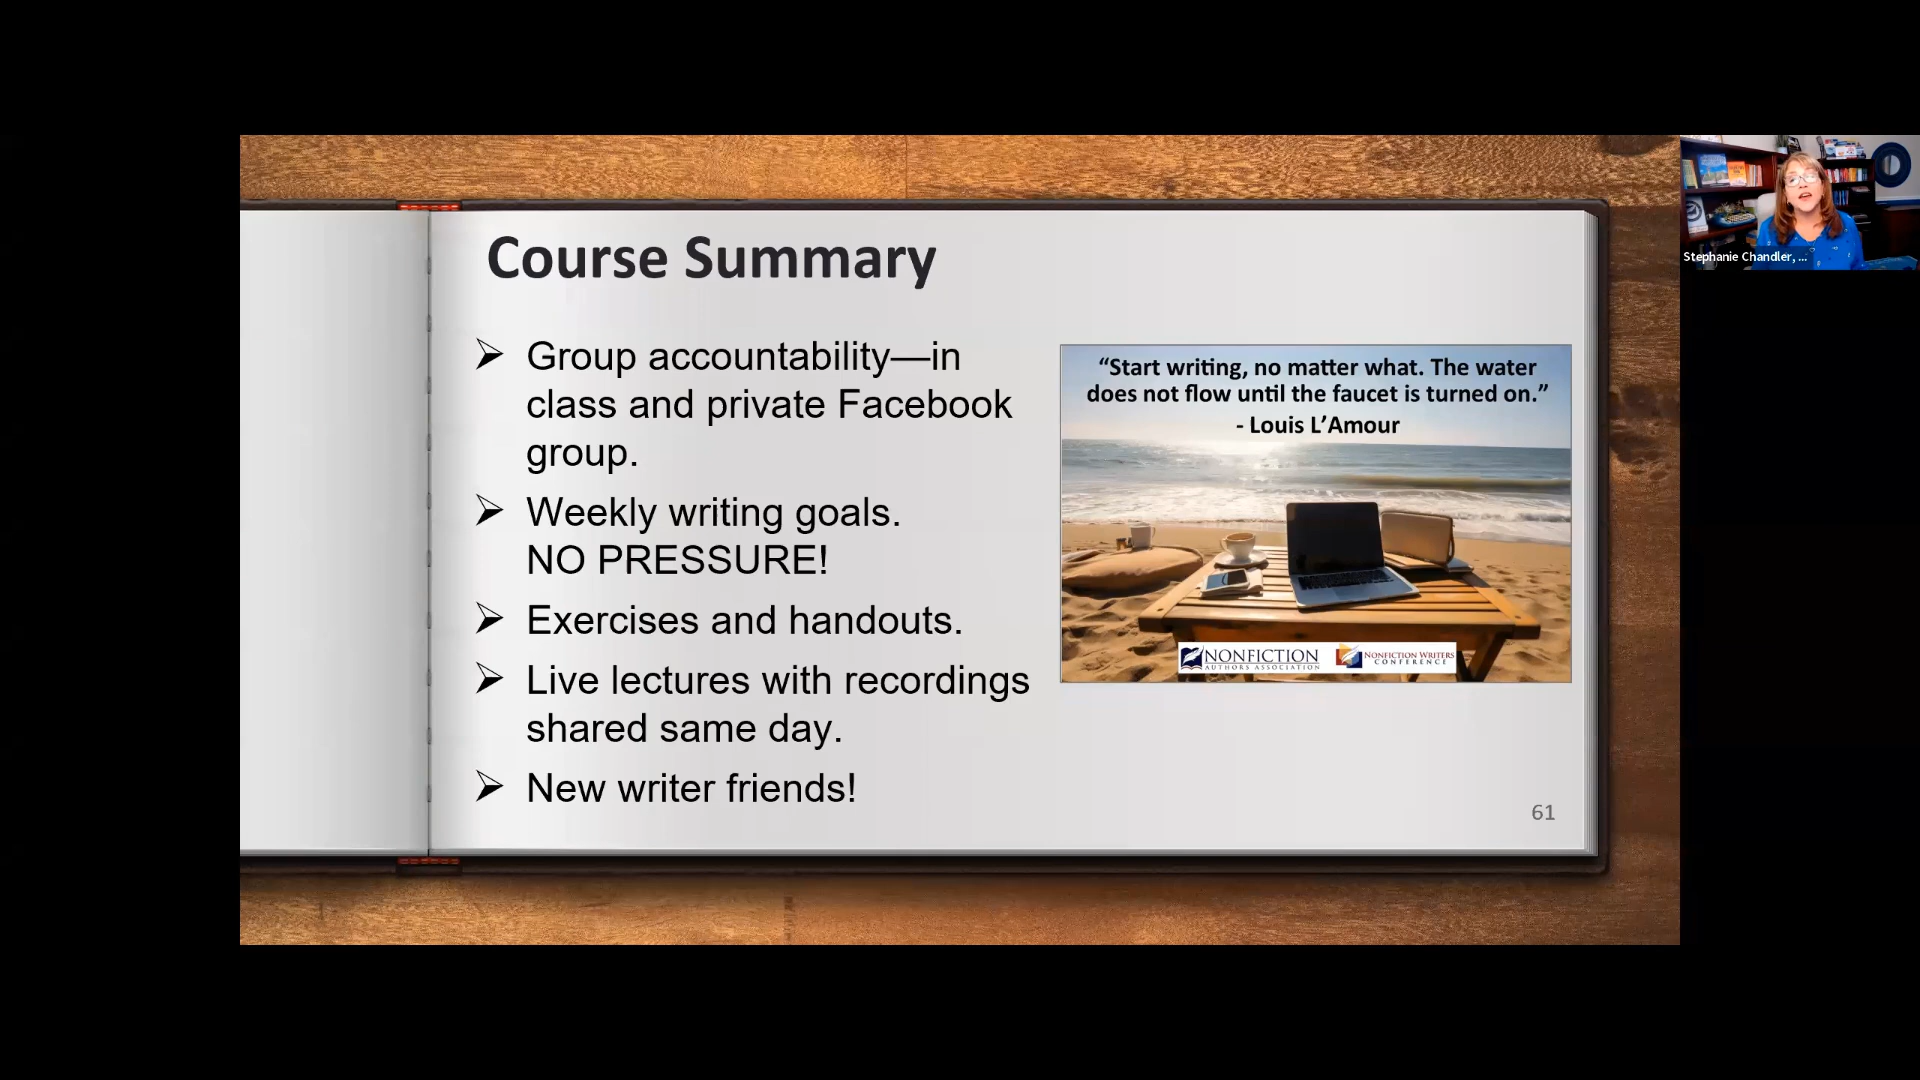 Course Summary
Group accountability—in
class and private Facebook
group.
Weekly writing goals.
NO PRESSURE!
Exercises and handouts.
Live lectures with recordings
shared same day.
New writer friends!
“Start writing, no matter what. The water
does not flow until the faucet is turned on.”
- Louis L’Amour
NONFICTION
AUTHORS ASSOCIATION
NONFICTION WRITERS
CONFERENCE
61
Stephanie Chandler, ...